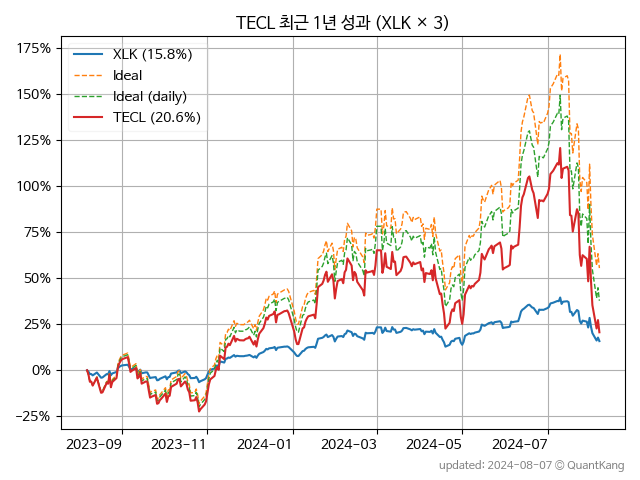 TECL 최근 1년 성과 (XLK × 3)
XLK (15.8%)
Ideal
Ideal (daily)
TECL (20.6%)
175%
150%
125%
100%
75%
50%
25%
0%
−25%
2023−09 2023−11 2024−01 2024−03 2024−05 2024−07
updated: 2024-08-07 © QuantKang